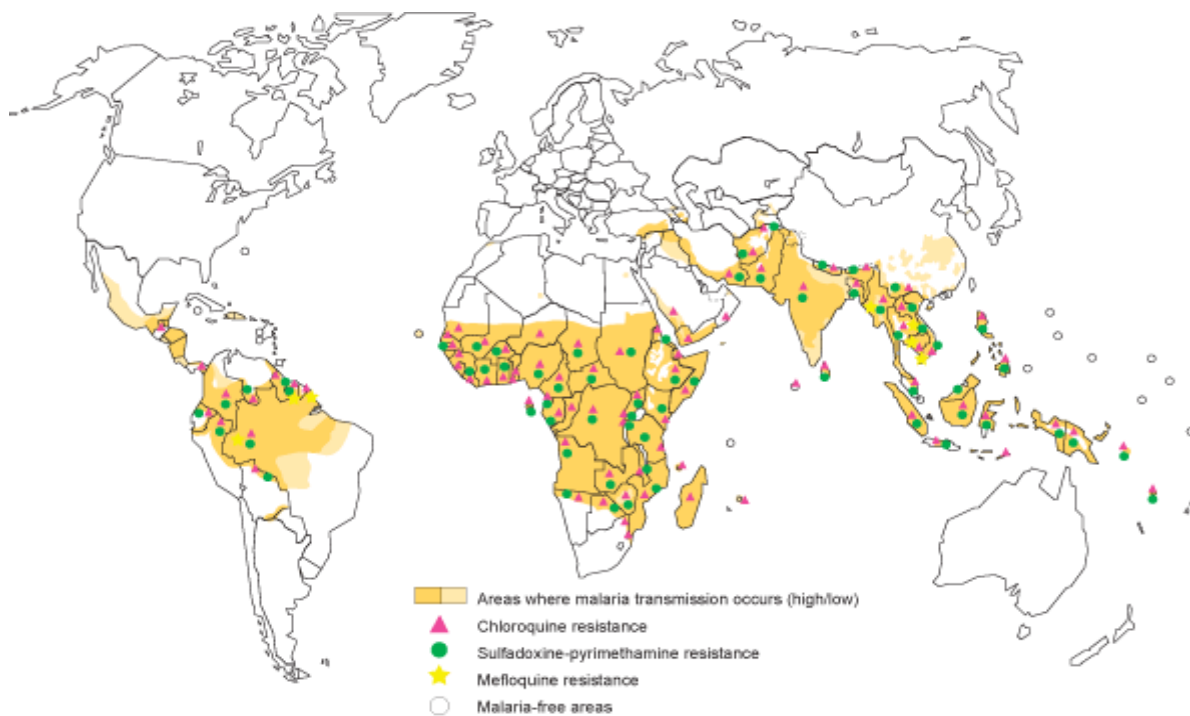 Areas where malaria transmission occurs (high/low)
Chloroquine resistance
Sulfadoxine-pyrimethamine resistance
Mefloquine resistance
Malaria-free areas